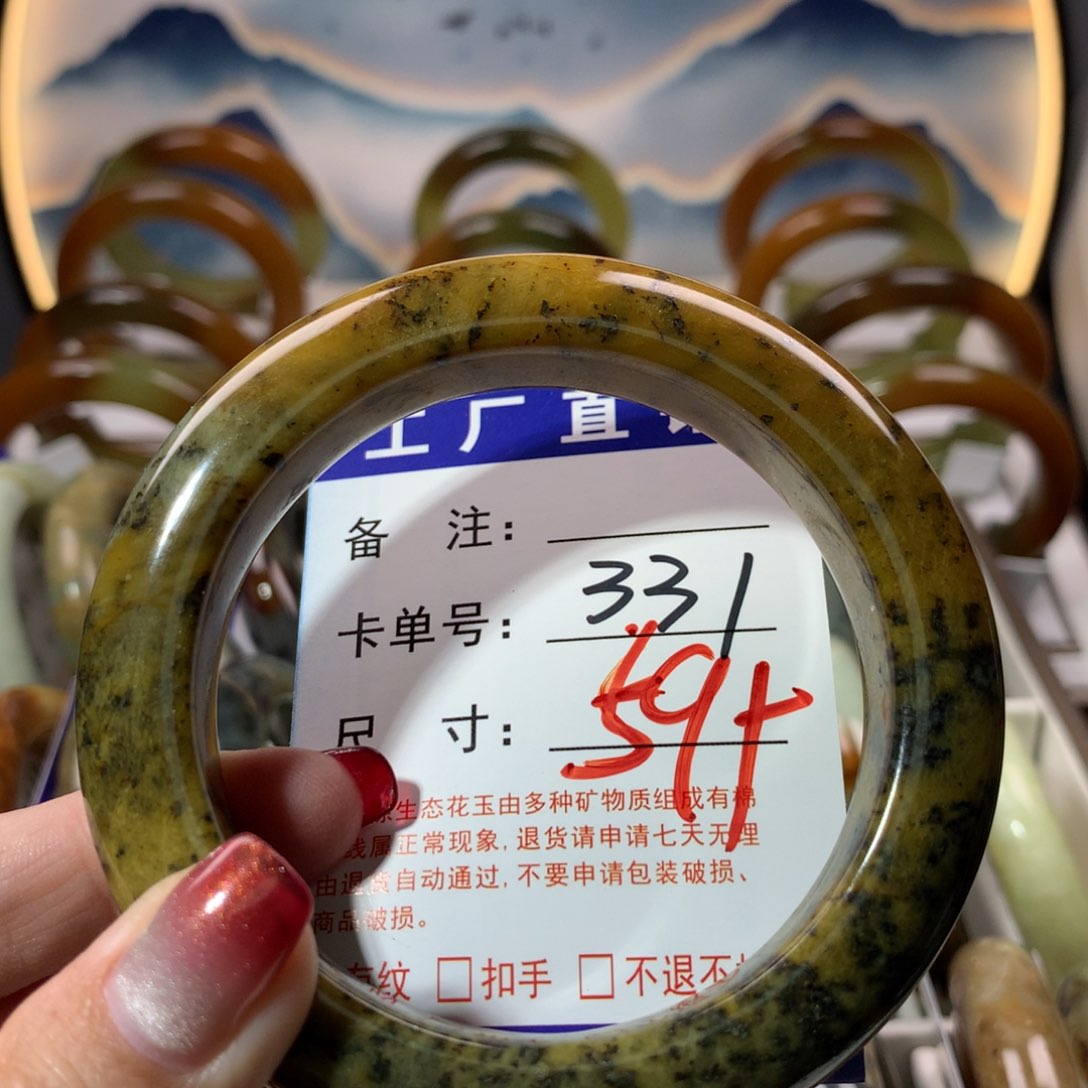 工厂直
备 注:
卡单号: 331
尺 寸: 59+
生态花玉由多种矿物质组成有棉
线属正常现象,退货请申请七天无理
由退货自动通过,不要申请包装破损、
商品破损。
纹 □扣手 □不退不